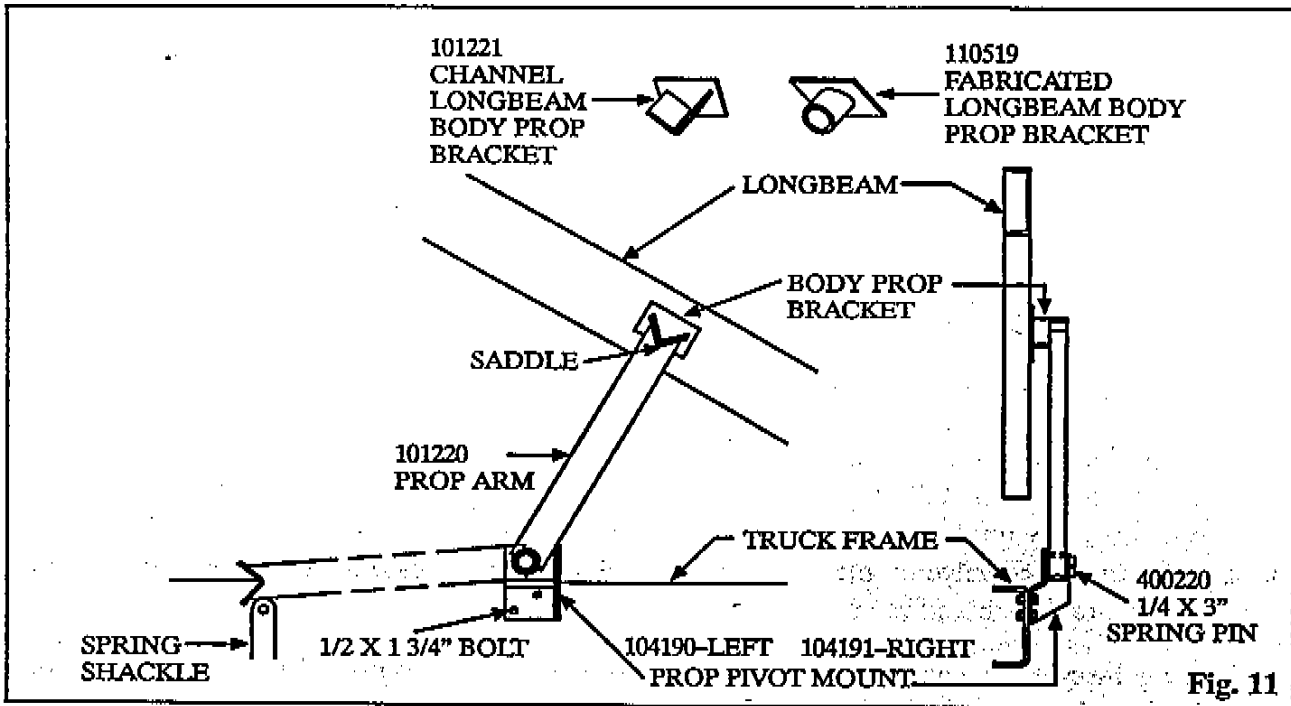 101221
CHANNEL
LONGBEAM
BODY PROP
BRACKET
110519
FABRICATED
LONGBEAM BODY
PROP BRACKET
LONGBEAM
BODY PROP
BRACKET
SADDLE
101220
PROP ARM
TRUCK FRAME
400220
1/4 X 3"
SPRING PIN
SPRING
SHACKLE
1/2 X 1 3/4" BOLT
104190-LEFT 104191-RIGHT
PROP PIVOT MOUNT
Fig. 11